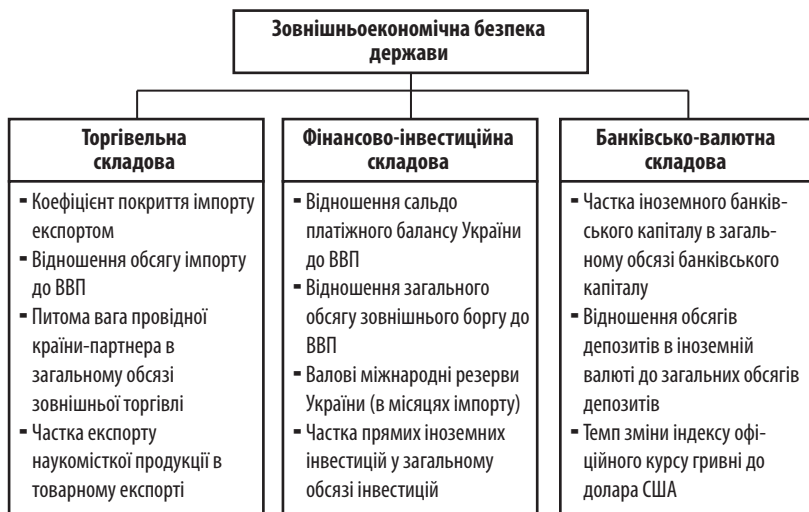 Зовнішньоекономічна безпека
держави
Торгівельна
складова
- Коефіцієнт покриття імпорту
експортом
- Відношення обсягу імпорту
до ВВП
- Питома вага провідної
країни-партнера в
загальному обсязі
зовнішньої торгівлі
- Частка експорту
наукомісткої продукції в
товарному експорті
Фінансово-інвестиційна
складова
- Відношення сальдо
платіжного балансу України
до ВВП
- Відношення загального
обсягу зовнішнього боргу до
ВВП
- Валові міжнародні резерви
України (в місяцях імпорту)
- Частка прямих іноземних
інвестицій у загальному
обсязі інвестицій
Банківсько-валютна
складова
- Частка іноземного банків-
ського капіталу в загаль-
ному обсязі банківського
капіталу
- Відношення обсягів
депозитів в іноземній
валюті до загальних обсягів
депозитів
- Темп зміни індексу офі-
ційного курсу гривні до
долара США